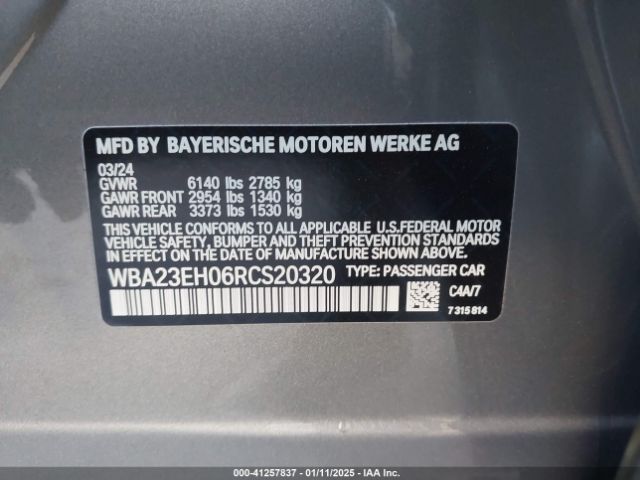 MFD BY BAYERISCHE MOTOREN WERKE AG
03/24
GVWR 6140 lbs 2785 kg
GAWR FRONT 2954 lbs 1340 kg
GAWR REAR 3373 lbs 1530 kg
THIS VEHICLE CONFORMS TO ALL APPLICABLE U.S.FEDERAL MOTOR
VEHICLE SAFETY, BUMPER AND THEFT PREVENTION STANDARDS
IN EFFECT ON THE DATE OF MANUFACTURE SHOWN ABOVE.
WBA23EH06RCS20320 TYPE: PASSENGER CAR
C4A/7
7 315 814
000-41257837 - 01/11/2025 - IAA Inc.